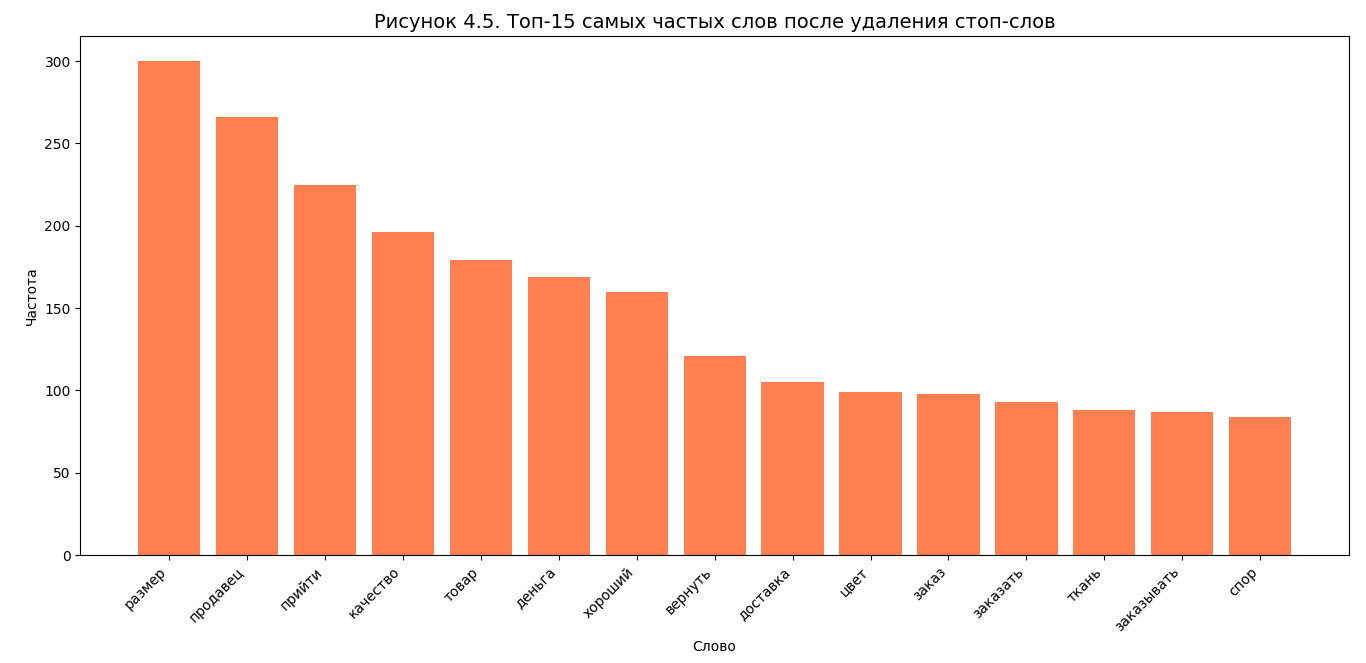 Рисунок 4.5. Топ-15 самых частых слов после удаления стоп-слов
300
250
200
150
100
50
0
Частота
размер
продавец
прийти
качество
товар
деньга
хороший
вернуть
доставка
цвет
заказ
заказать
ткань
заказывать
спор
Слово